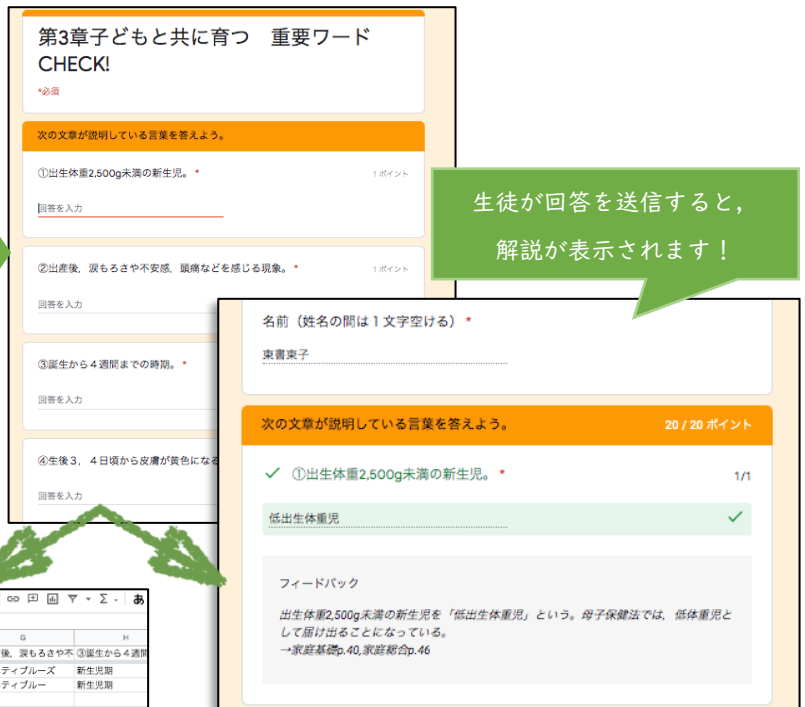 第3章子どもと共に育つ　重要ワード
CHECK!
*必須
次の文章が説明している言葉を答えよう。
①出生体重2,500g未満の新生児。 *
1 ポイント
回答を入力
②出産後，涙もろさや不安感，頭痛などを感じる現象。 *
1 ポイント
回答を入力
③誕生から４週間までの時期。 *
回答を入力
④生後３，４日頃から皮膚が黄色になる
回答を入力
生徒が回答を送信すると，
解説が表示されます！
名前（姓名の間は１文字空ける） *
東書東子
次の文章が説明している言葉を答えよう。
20 / 20 ポイント
①出生体重2,500g未満の新生児。 *
1/1
低出生体重児
フィードバック
出生体重2,500g未満の新生児を「低出生体重児」という。母子保健法では，低体重児と
して届け出ることになっている。
→家庭基礎p.40,家庭総合p.46
あ
G
H
後，涙もろさや不
③誕生から４週間
ティブルーズ
新生児期
ティブルー
新生児期